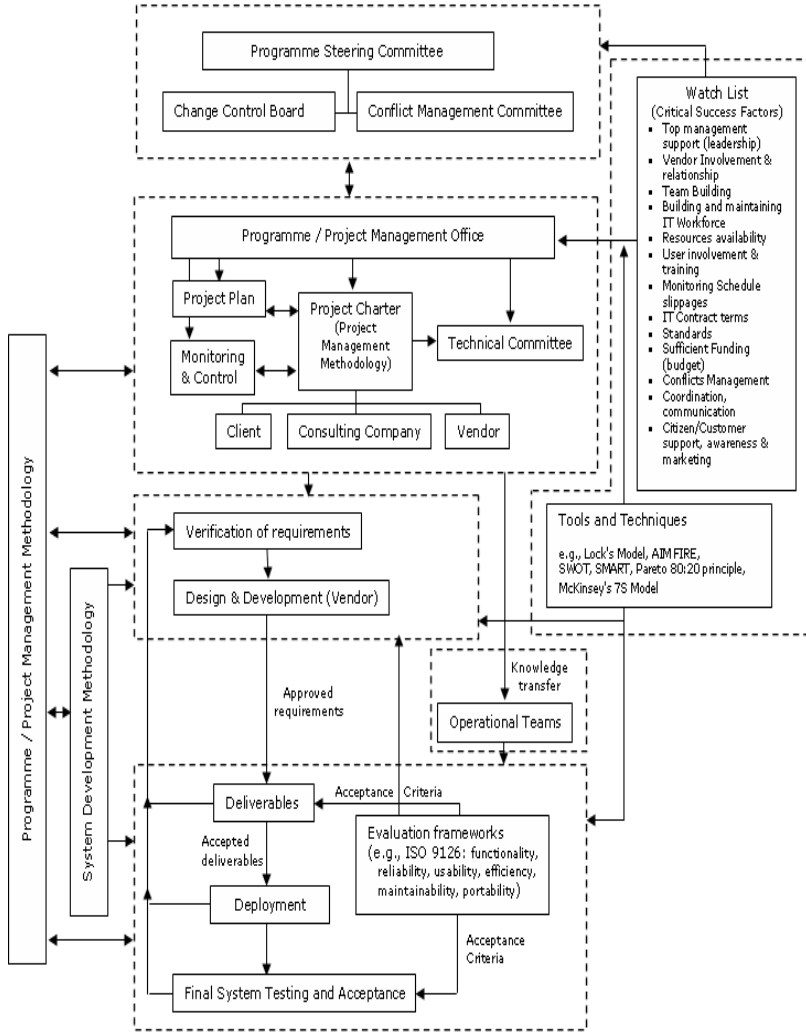 Programme Steering Committee
Change Control Board
Conflict Management Committee
Watch List
(Critical Success Factors)
▪ Top management
support (leadership)
▪ Vendor Involvement &
relationship
▪ Team Building
▪ Building and maintaining
IT Workforce
▪ Resources availability
▪ User involvement &
training
▪ Monitoring Schedule
slippages
▪ IT Contract terms
▪ Standards
▪ Sufficient Funding
(budget)
▪ Conflicts Management
▪ Coordination,
communication
▪ Citizen/Customer
support, awareness &
marketing
Programme / Project Management Office
Project Plan
Project Charter
(Project
Management
Methodology)
Technical Committee
Monitoring
& Control
Client
Consulting Company
Vendor
Tools and Techniques
e.g., Lock's Model, AIM FIRE,
SWOT, SMART, Pareto 80:20 principle,
McKinsey's 7S Model
Programme / Project Management Methodology
System Development Methodology
Verification of requirements
Design & Development (Vendor)
Approved
requirements
Knowledge
transfer
Operational Teams
Deliverables
Acceptance Criteria
Accepted
deliverables
Evaluation frameworks
(e.g., ISO 9126: functionality,
reliability, usability, efficiency,
maintainability, portability)
Deployment
Acceptance
Criteria
Final System Testing and Acceptance